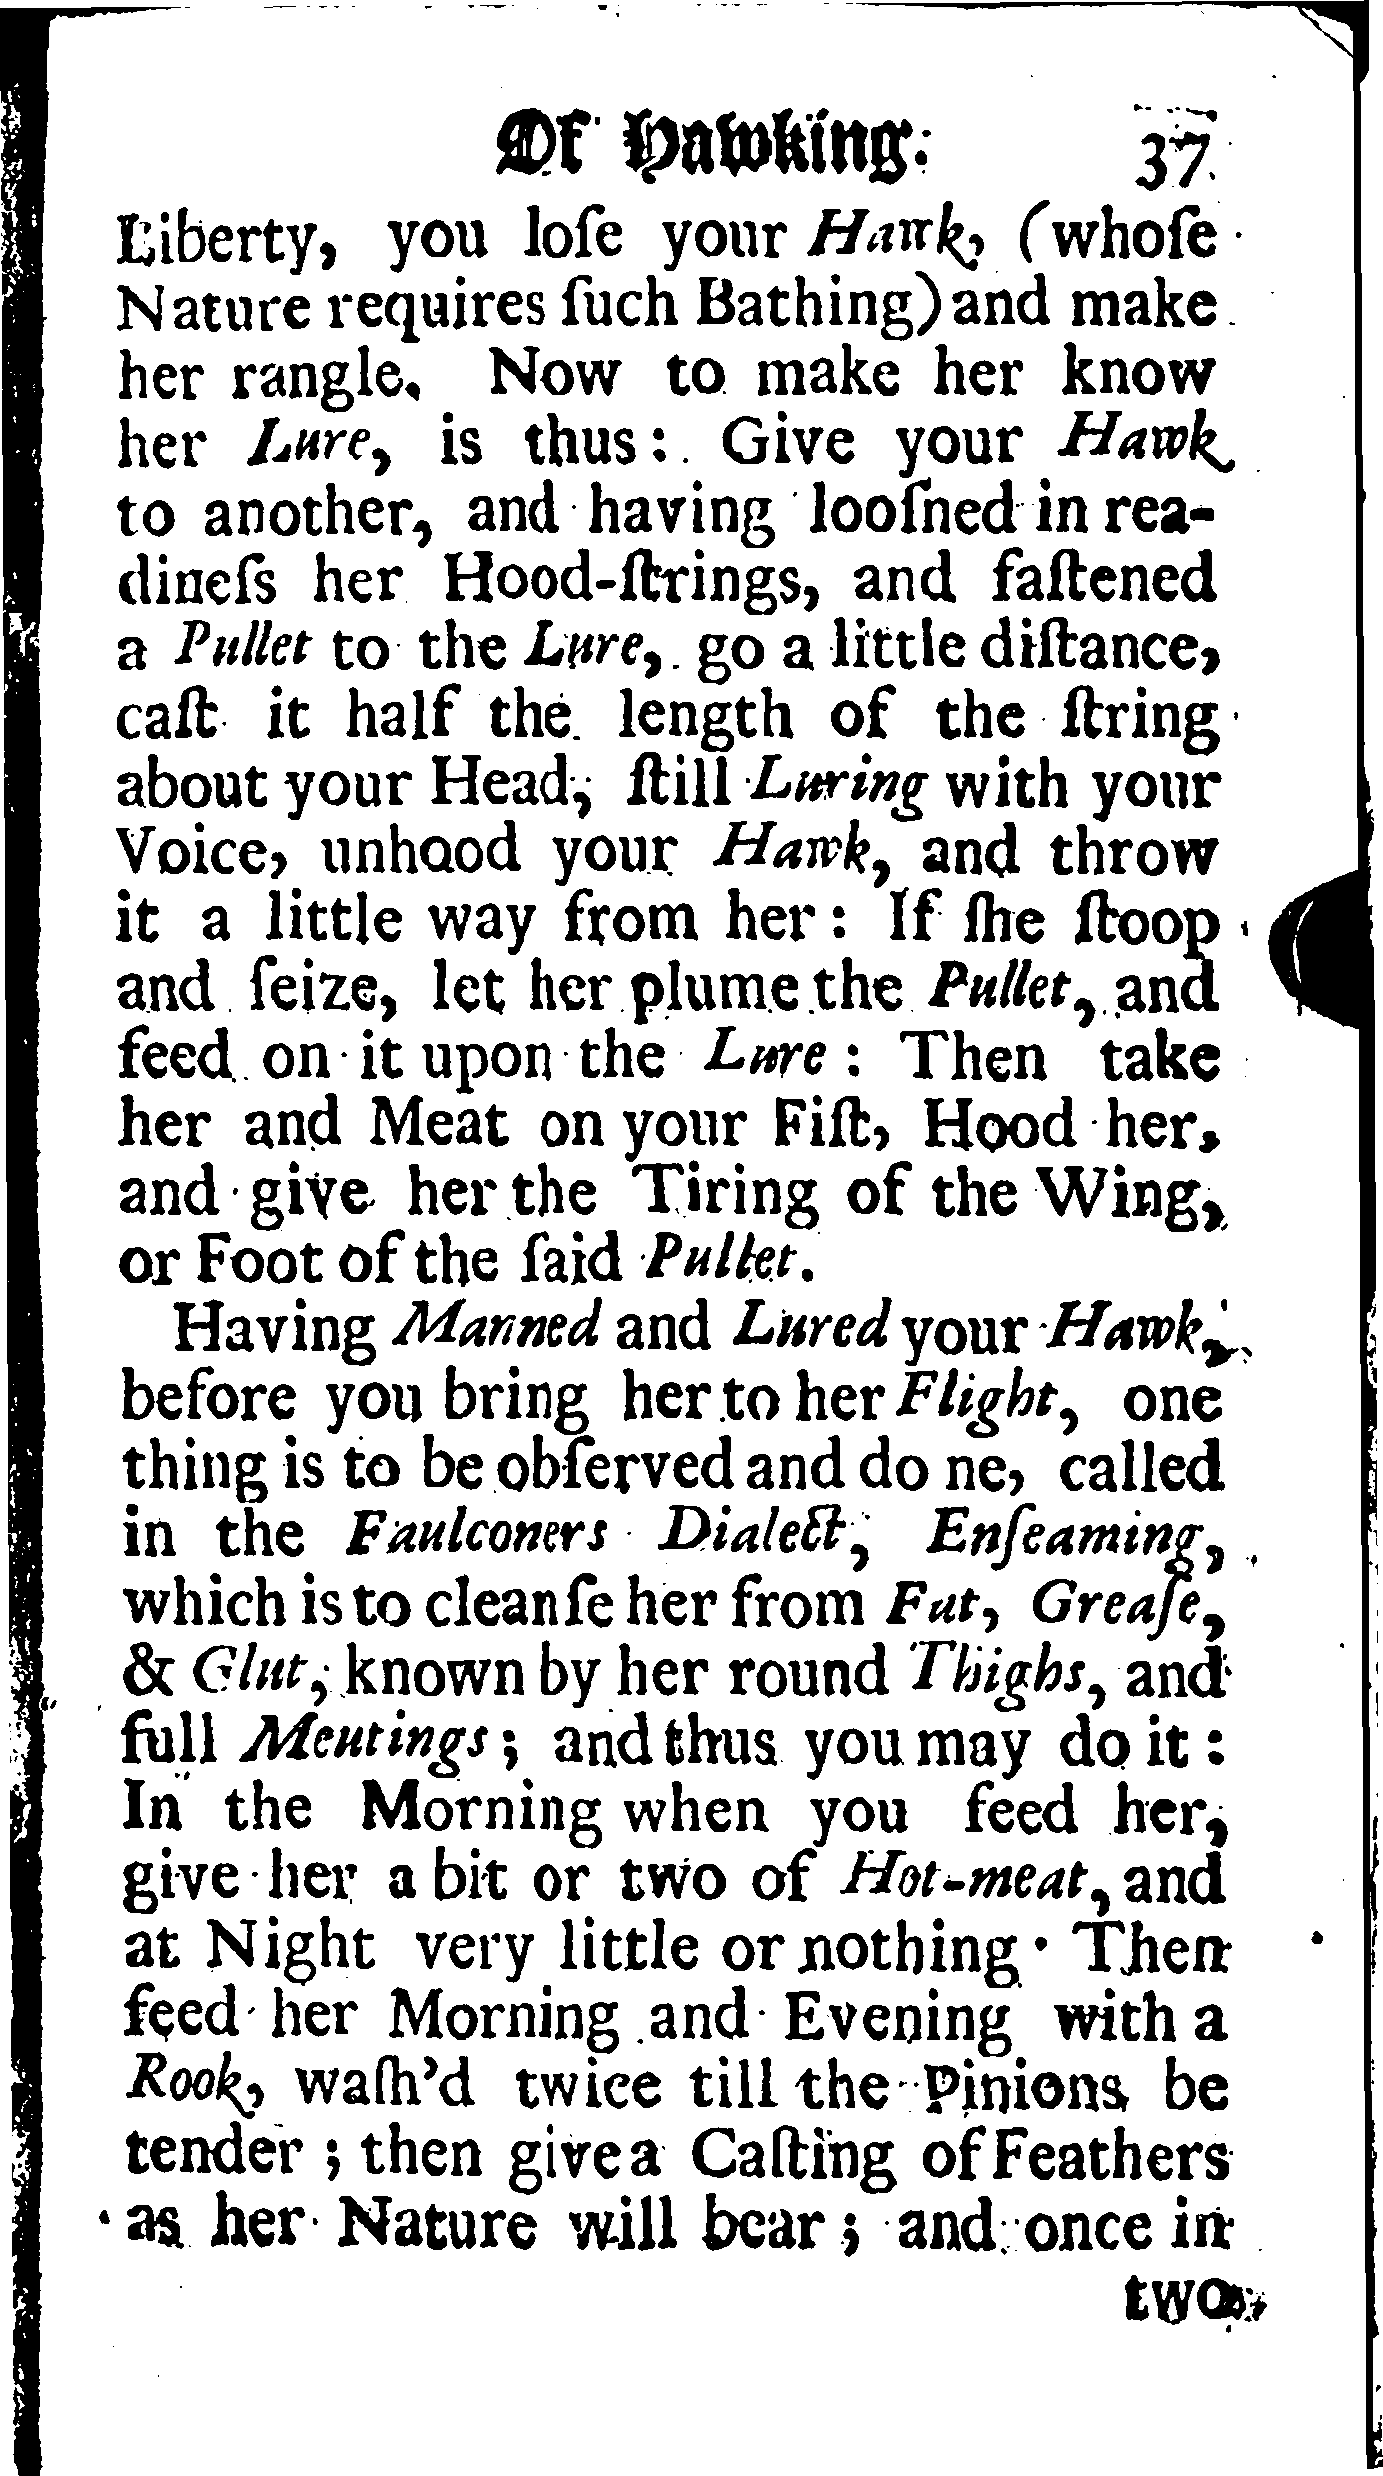 Of Hawking. 37
Liberty, you loſe your Hawk, (whoſe
Nature requires ſuch Bathing) and make
her rangle. Now to make her know
her Lure, is thus: Give your Hawk
to another, and having looſned in rea-
dineſs her Hood-ſtrings, and faſtened
a Pullet to the Lure, go a little diſtance,
caſt it half the length of the ſtring
about your Head, ſtill Luring with your
Voice, unhood your Hawk, and throw
it a little way from her: If ſhe ſtoop
and ſeize, let her plume the Pullet, and
feed on it upon the Lure: Then take
her and Meat on your Fiſt, Hood her,
and give her the Tiring of the Wing,
or Foot of the ſaid Pullet.
Having Manned and Lured your Hawk,
before you bring her to her Flight, one
thing is to be obſerved and do ne, called
in the Faulconers Dialect, Enſeaming,
which is to cleanſe her from Fat, Greaſe,
& Glut, known by her round Thighs, and
full Meutings; and thus you may do it:
In the Morning when you feed her,
give her a bit or two of Hot-meat, and
at Night very little or nothing. Then
feed her Morning and Evening with a
Rook, waſh'd twice till the Pinions be
tender; then give a Caſting of Feathers
as her Nature will bear; and once in
two